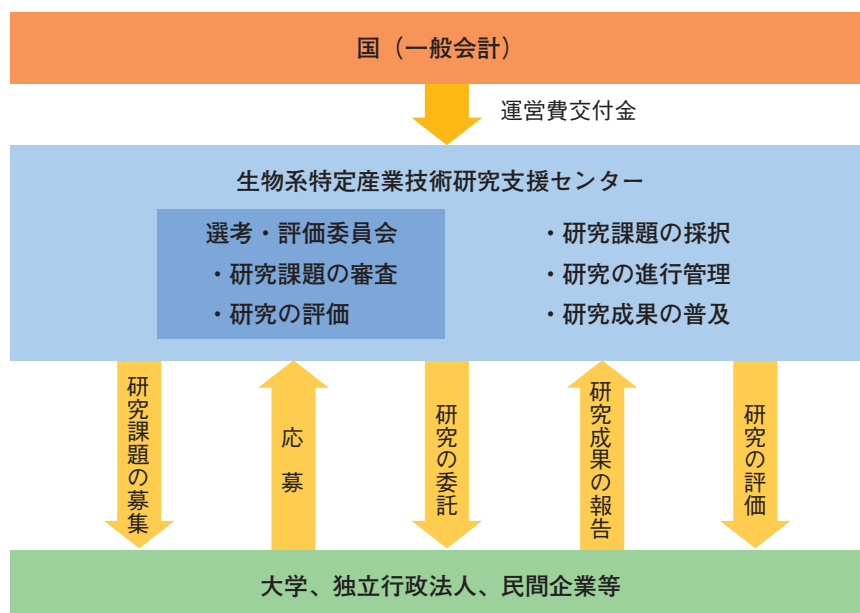 国（一般会計）
運営費交付金
生物系特定産業技術研究支援センター
選考・評価委員会
・研究課題の審査
・研究の評価
・研究課題の採択
・研究の進行管理
・研究成果の普及
研究課題の募集
応募
研究の委託
研究成果の報告
研究の評価
大学、独立行政法人、民間企業等